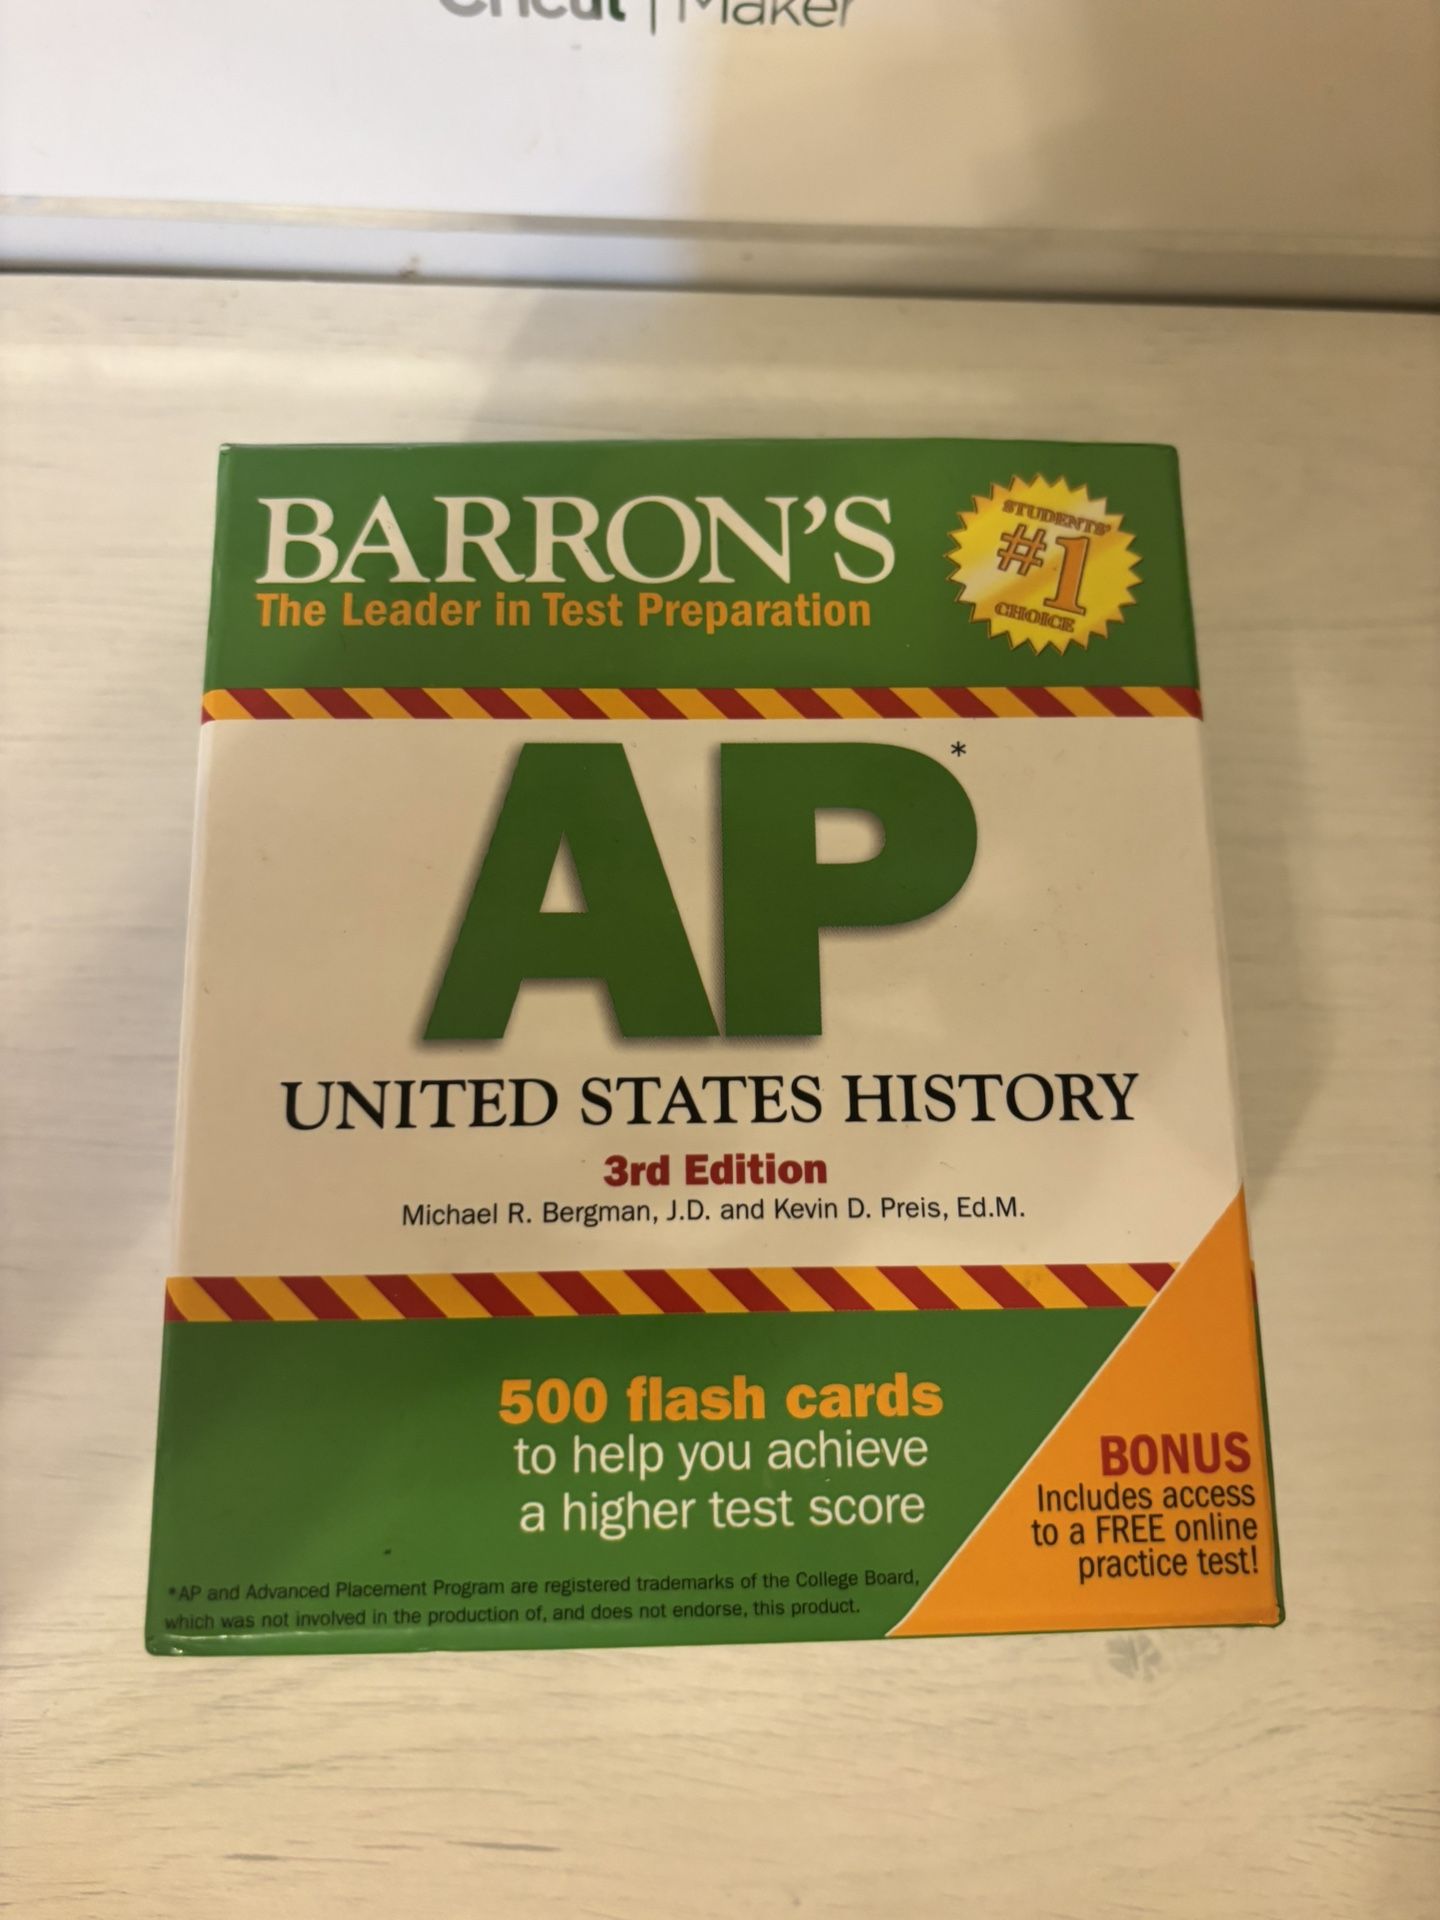 Cricut | Maker
BARRON'S
The Leader in Test Preparation
STUDENTS'
#1
CHOICE
AP*
UNITED STATES HISTORY
3rd Edition
Michael R. Bergman, J.D. and Kevin D. Preis, Ed.M.
500 flash cards
to help you achieve
a higher test score
BONUS
Includes access
to a FREE online
practice test!
*AP and Advanced Placement Program are registered trademarks of the College Board,
which was not involved in the production of, and does not endorse, this product.